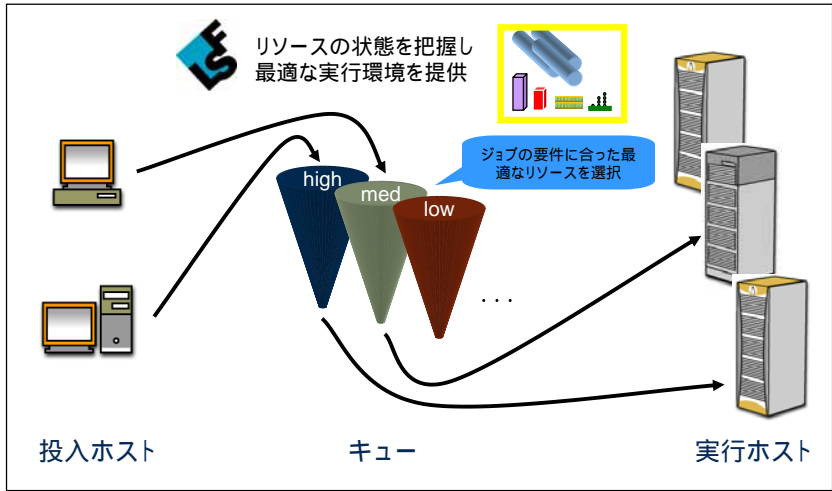 LSF
リソースの状態を把握し
最適な実行環境を提供
ジョブの要件に合った最
適なリソースを選択
high
med
low
. . .
投入ホスト
キュー
実行ホスト